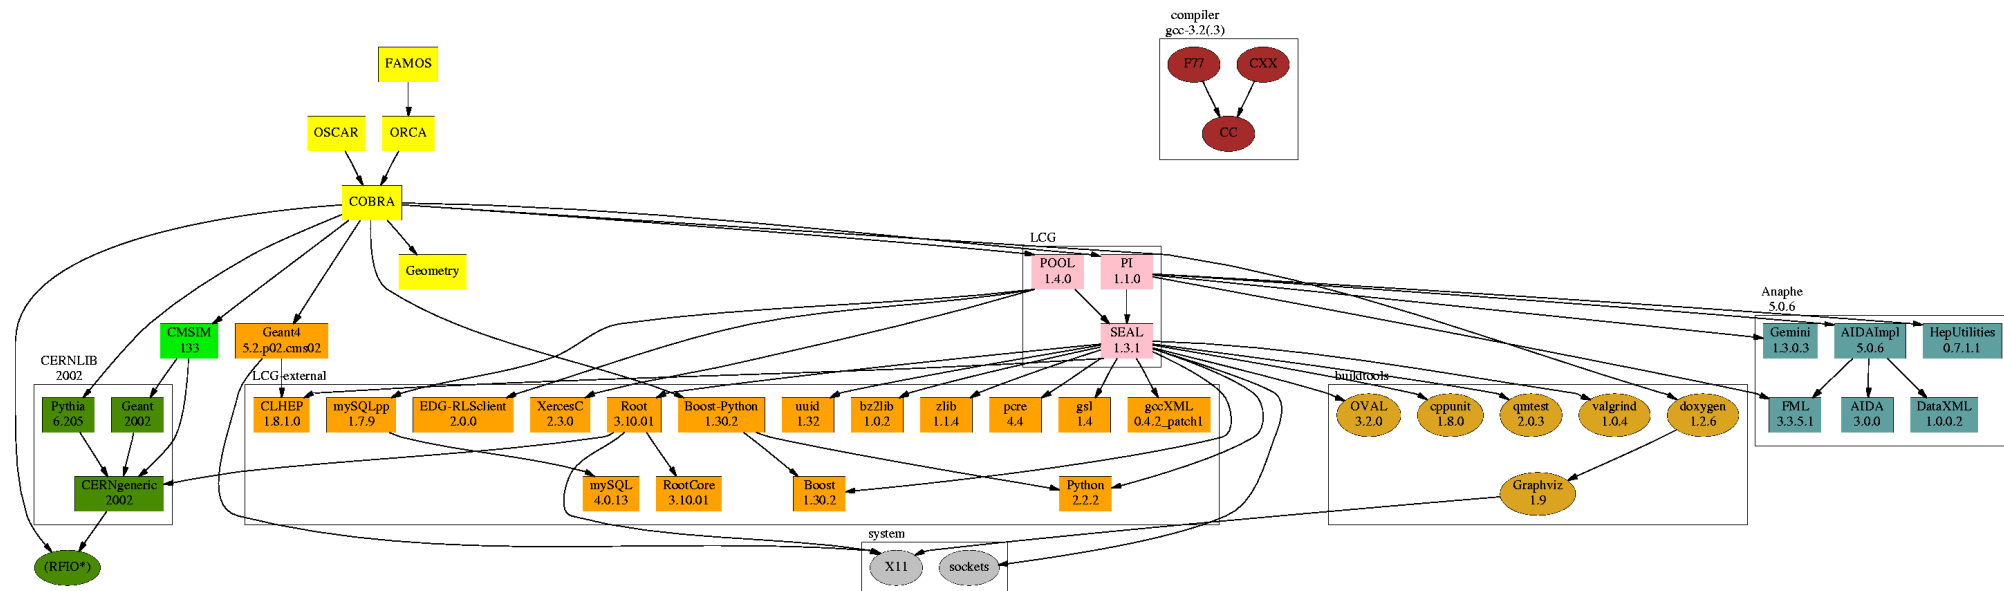 compiler
gcc-3.2(.3)
FAMOS
F77
CXX
OSCAR
ORCA
CC
COBRA
LCG
Geometry
POOL
1.4.0
PI
1.1.0
Anaphe
5.0.6
CMSIM
133
Geant4
5.2.p02.cms02
SEAL
1.3.1
Gemini
1.3.0.3
AIDAImpl
5.0.6
HepUtilities
0.7.1.1
CERNLIB
2002
LCG-external
buildtools
Pythia
6.205
Geant
2002
CLHEP
1.8.1.0
mySQLpp
1.7.9
EDG-RLSclient
2.0.0
XercesC
2.3.0
Root
3.10.01
Boost-Python
1.30.2
uuid
1.32
bz2lib
1.0.2
zlib
1.1.4
pcre
4.4
gsl
1.4
gccXML
0.4.2_patch1
OVAL
3.2.0
cppunit
1.8.0
qmtest
2.0.3
valgrind
1.0.4
doxygen
1.2.6
FML
3.3.5.1
AIDA
3.0.0
DataXML
1.0.0.2
CERNgeneric
2002
mySQL
4.0.13
RootCore
3.10.01
Boost
1.30.2
Python
2.2.2
Graphviz
1.9
system
(RFIO*)
X11
sockets